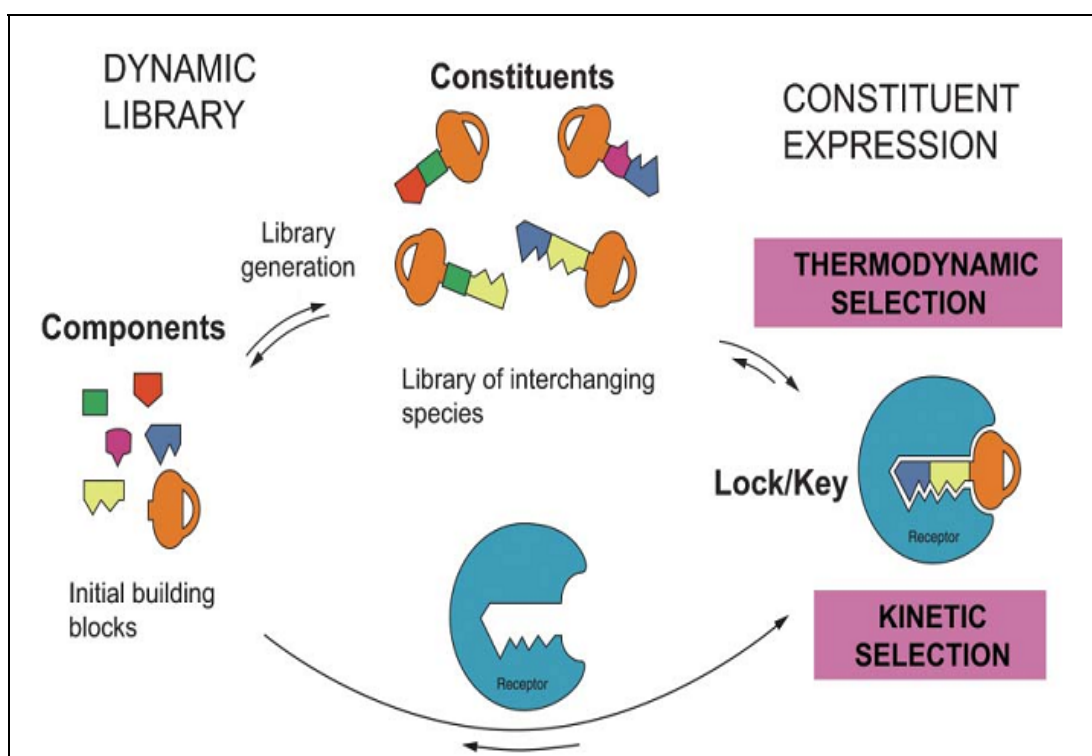 DYNAMIC
LIBRARY
Constituents
CONSTITUENT
EXPRESSION
Library
generation
THERMODYNAMIC
SELECTION
Components
Library of interchanging
species
Lock/Key
Receptor
Initial building
blocks
KINETIC
SELECTION
Receptor